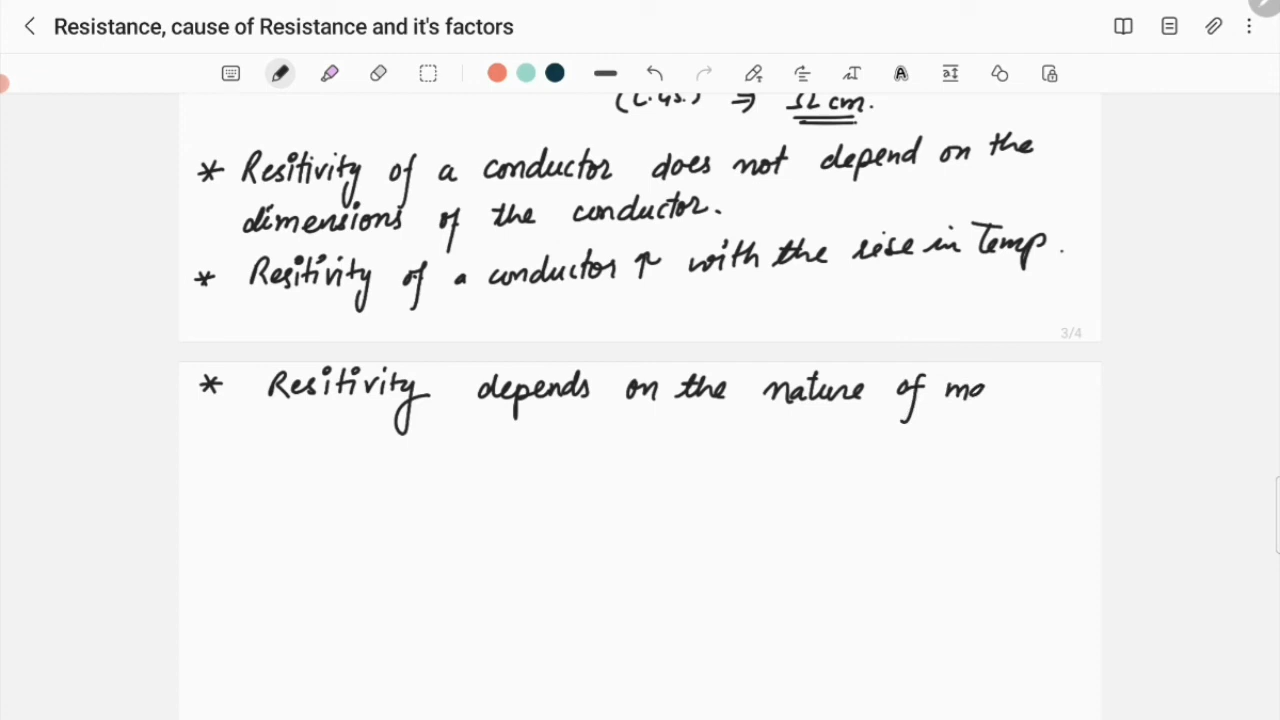 Resistance, cause of Resistance and it's factors
⇒ Ω cm.
* Resitivity of a conductor does not depend on the
dimensions of the conductor.
* Resitivity of a conductor ↑ with the rise in Temp.
3/4
* Resitivity depends on the nature of ma